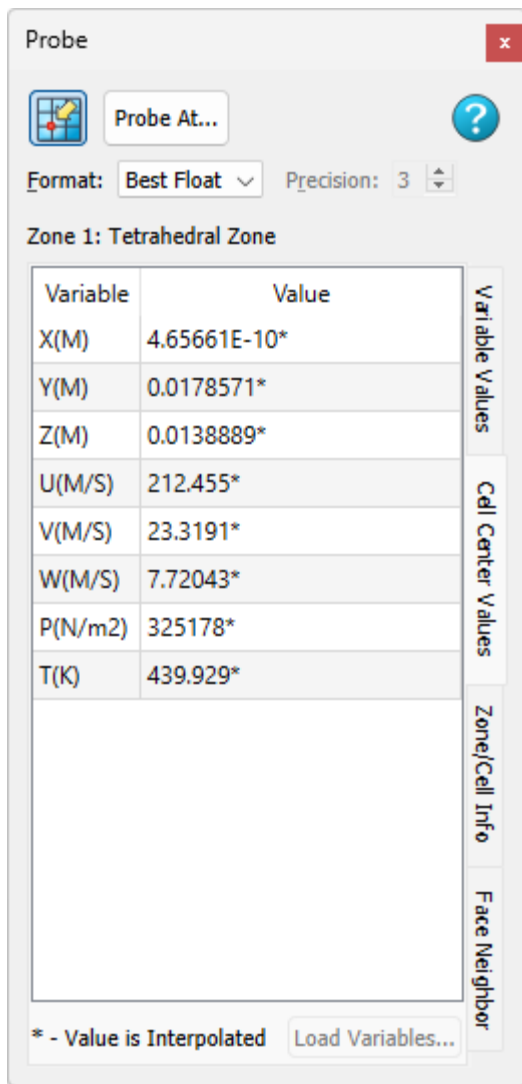 Probe
x
Probe At...
?
Format: Best Float Precision: 3
Zone 1: Tetrahedral Zone
Variable Value
X(M) 4.65661E-10*
Y(M) 0.0178571*
Z(M) 0.0138889*
U(M/S) 212.455*
V(M/S) 23.3191*
W(M/S) 7.72043*
P(N/m2) 325178*
T(K) 439.929*
Variable Values
Cell Center Values
Zone/Cell Info
Face Neighbor
* - Value is Interpolated Load Variables...